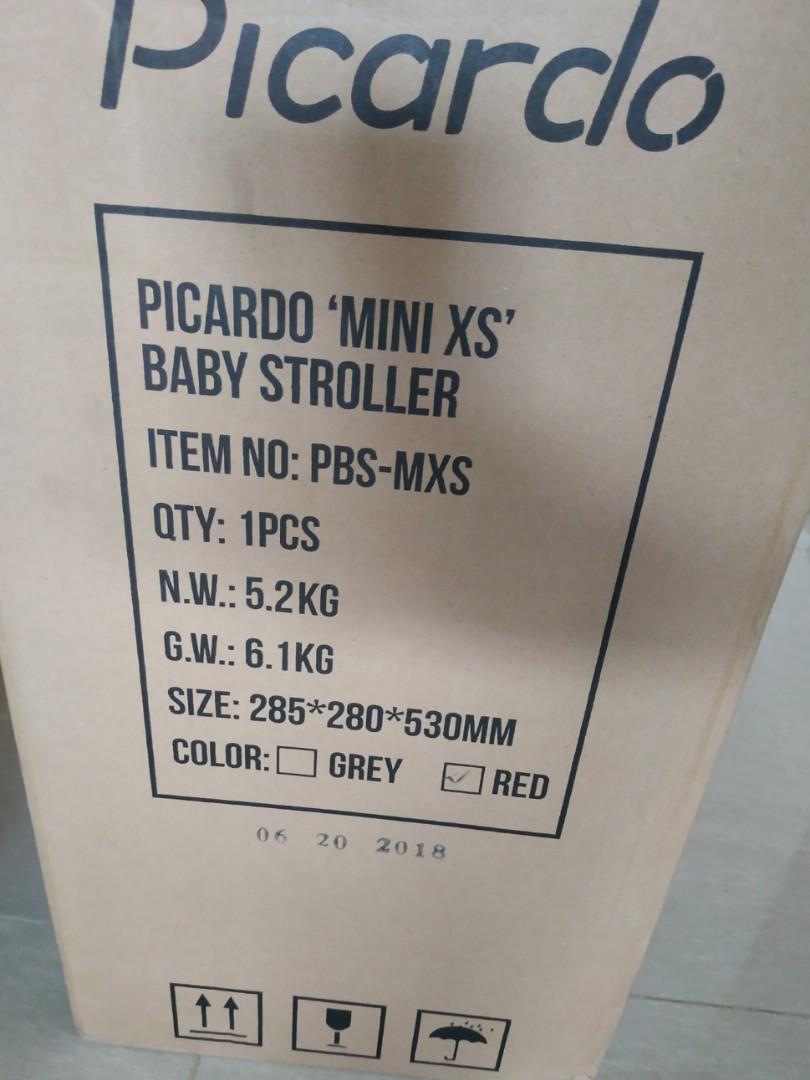 Picardo
PICARDO ‘MINI XS’
BABY STROLLER
ITEM NO: PBS-MXS
QTY: 1PCS
N.W.: 5.2KG
G.W.: 6.1KG
SIZE: 285*280*530MM
COLOR: GREY RED
06 20 2018